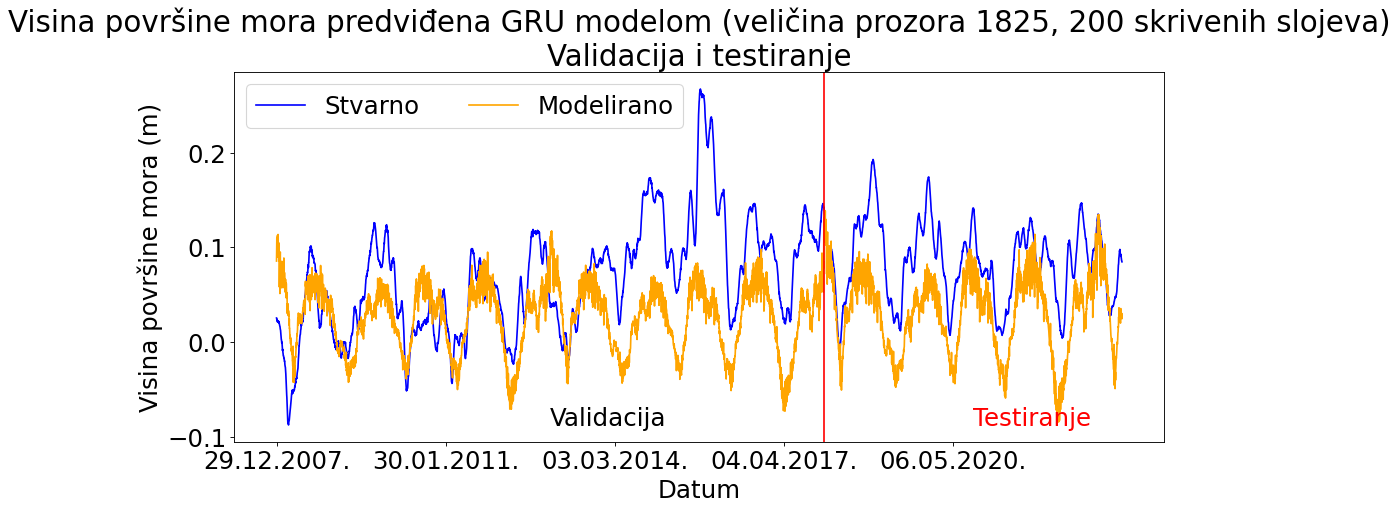 Visina površine mora predviđena GRU modelom (veličina prozora 1825, 200 skrivenih slojeva)
Validacija i testiranje
Stvarno
Modelirano
Visina površine mora (m)
0.2
0.1
0.0
−0.1
Validacija
Testiranje
29.12.2007.
30.01.2011.
03.03.2014.
04.04.2017.
06.05.2020.
Datum